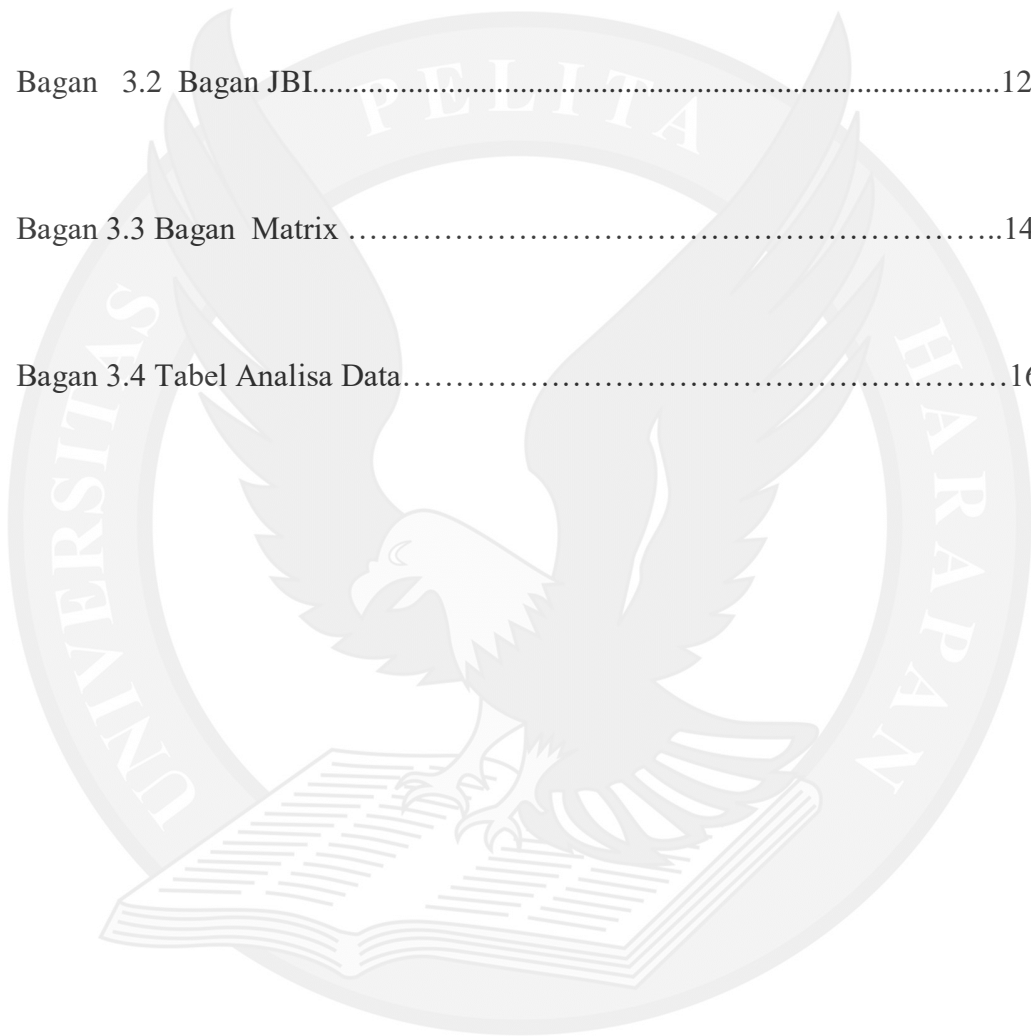 Bagan 3.2 Bagan JBI.......................................................................................12
Bagan 3.3 Bagan Matrix ………………………………………………………..14
Bagan 3.4 Tabel Analisa Data……………………………………………………16
UNIVERSITAS PELITA HARAPAN